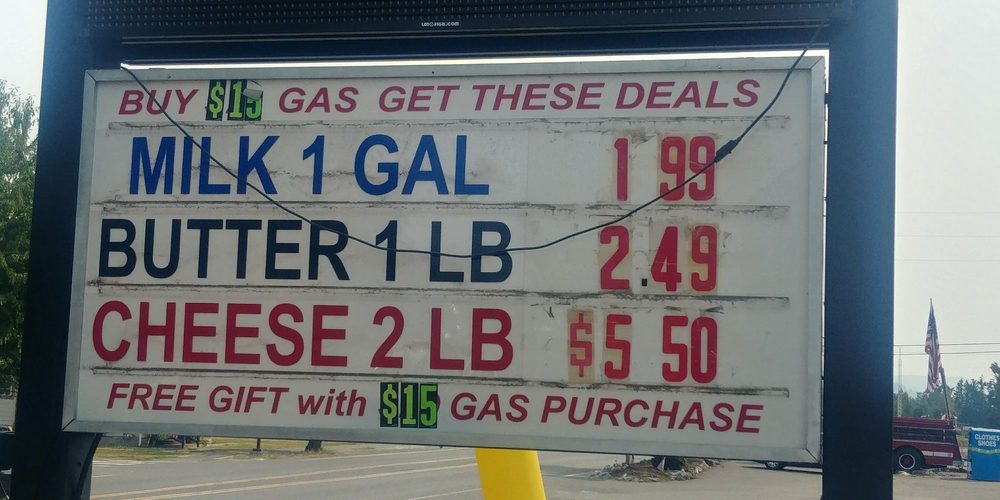 BUY $15 GAS GET THESE DEALS
MILK 1 GAL 1 99
BUTTER 1 LB 2.49
CHEESE 2 LB $5 50
FREE GIFT with $15 GAS PURCHASE
CLOTHES
SHOES